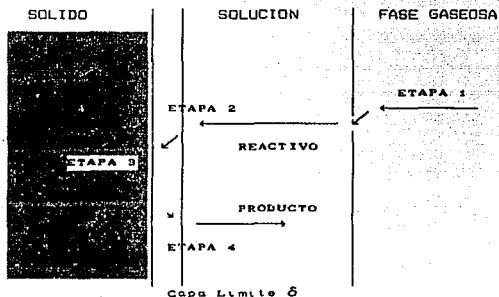 SOLIDO SOLUCION FASE GASEOSA
ETAPA 1
ETAPA 2
REACTIVO
ETAPA 3
PRODUCTO
ETAPA 4
Capa Limite δ